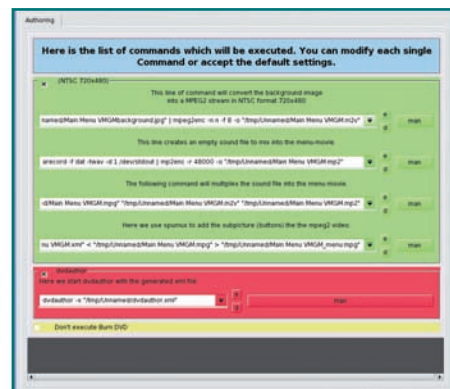 Authoring
Here is the list of commands which will be executed. You can modify each single
Command or accept the default settings.
(NTSC 720x480)
This line of command will convert the background image
into a MPEG2 stream in NTSC format 720x480
named/Main Menu VMGMbackground.jpg" | mpeg2enc -n n -f 8 -o "/tmp/Unnamed/Main Menu VMGM.m2v"
man
This line creates an empty sound file to mix into the menu-movie.
arecord -f dat -twav -d 1 /dev/stdout | mp2enc -r 48000 -o "/tmp/Unnamed/Main Menu VMGM.mp2"
man
The following command will multiplex the sound file into the menu-movie.
d/Main Menu VMGM.mpg" "/tmp/Unnamed/Main Menu VMGM.m2v" "/tmp/Unnamed/Main Menu VMGM.mp2"
man
Here we use spumux to add the subpicture (buttons) the the mpeg2 video.
nu VMGM.xml" < "/tmp/Unnamed/Main Menu VMGM.mpg" > "/tmp/Unnamed/Main Menu VMGM_menu.mpg"
man
dvdauthor
Here we start dvdauthor with the generated xml-file
dvdauthor -x "/tmp/Unnamed/dvdauthor.xml"
man
Don't execute Burn DVD